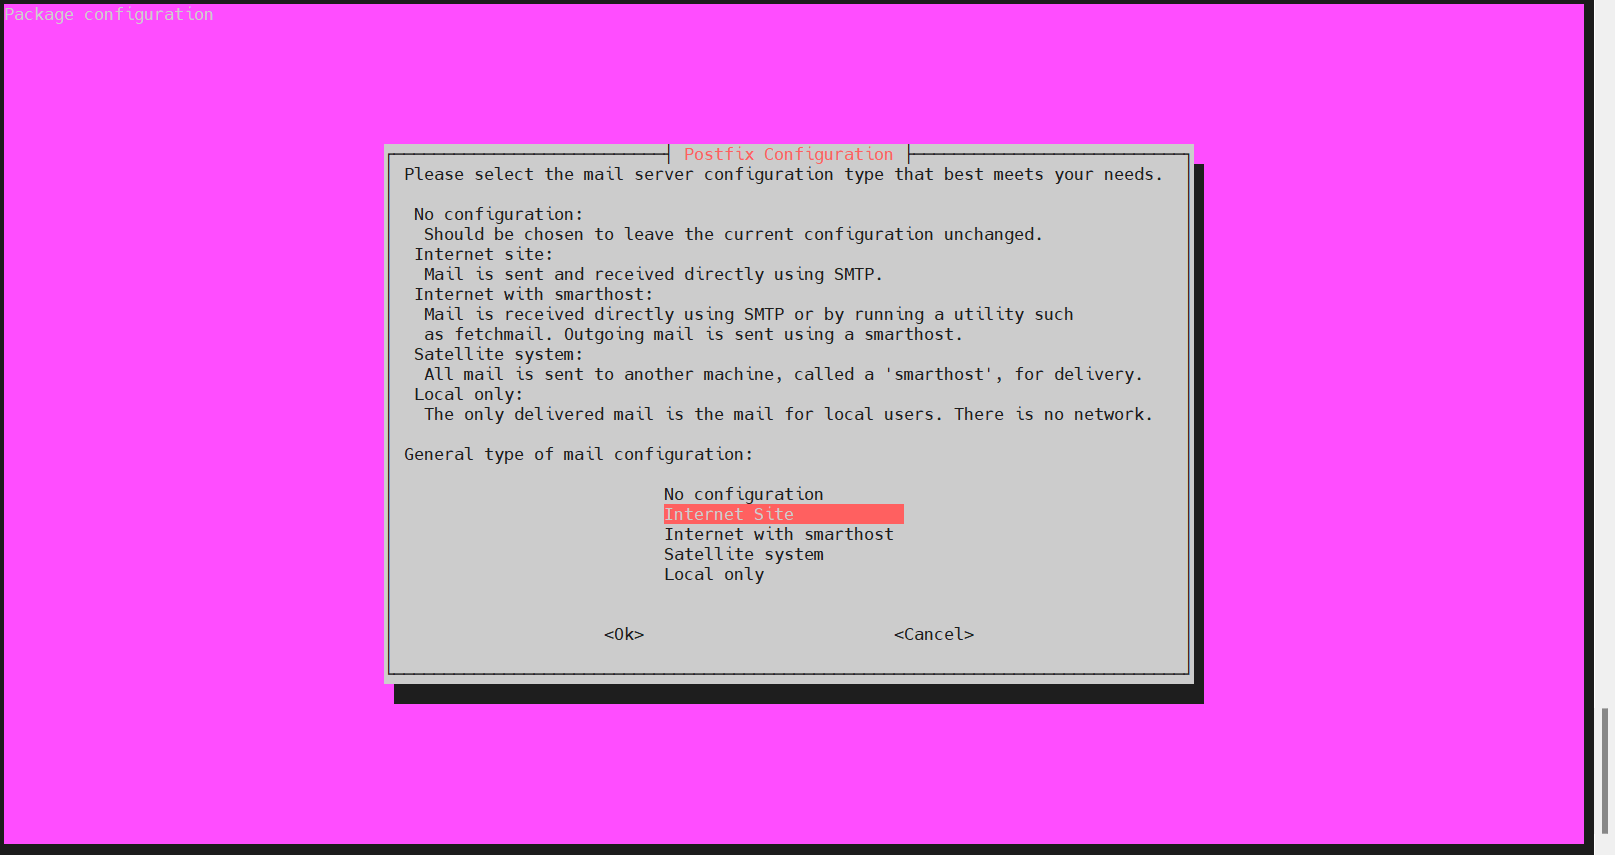 Package configuration
Postfix Configuration
Please select the mail server configuration type that best meets your needs.
No configuration:
Should be chosen to leave the current configuration unchanged.
Internet site:
Mail is sent and received directly using SMTP.
Internet with smarthost:
Mail is received directly using SMTP or by running a utility such
as fetchmail. Outgoing mail is sent using a smarthost.
Satellite system:
All mail is sent to another machine, called a 'smarthost', for delivery.
Local only:
The only delivered mail is the mail for local users. There is no network.
General type of mail configuration:
No configuration
Internet Site
Internet with smarthost
Satellite system
Local only
<Ok> <Cancel>